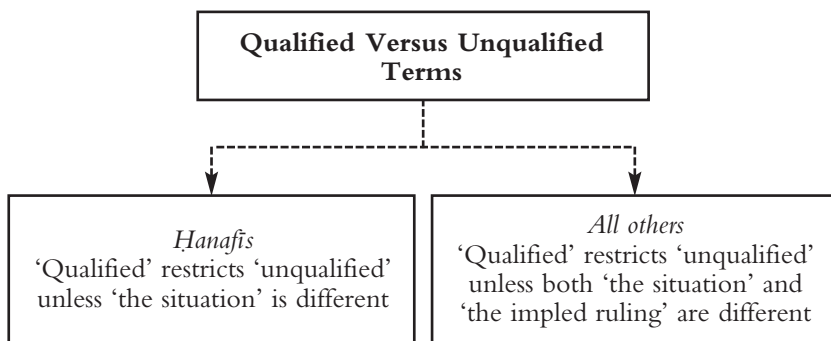 Qualified Versus Unqualified
Terms
Ḥanafīs
‘Qualified’ restricts ‘unqualified’
unless ‘the situation’ is different
All others
‘Qualified’ restricts ‘unqualified’
unless both ‘the situation’ and
‘the impled ruling’ are different